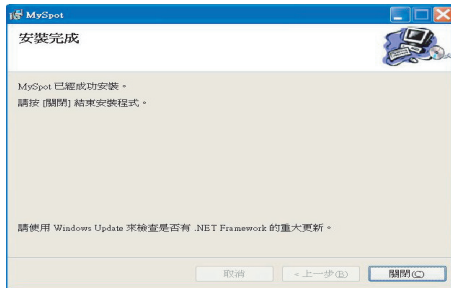 MySpot
安裝完成
MySpot 已經成功安裝。
請按 [關閉] 結束安裝程式。
請使用 Windows Update 來檢查是否有 .NET Framework 的重大更新。
取消
< 上一步(B)
關閉(C)